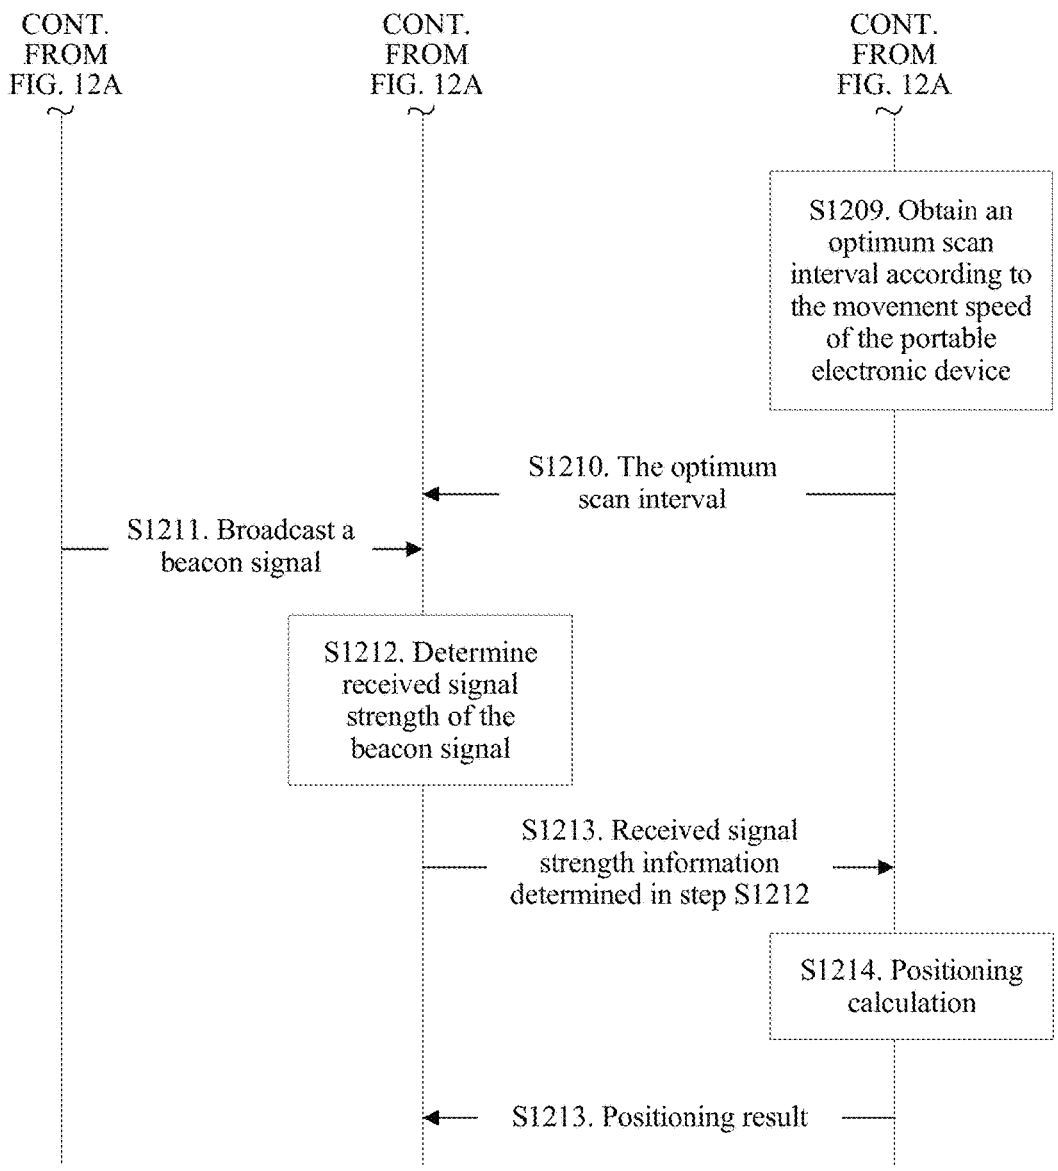 CONT.
FROM
FIG. 12A
CONT.
FROM
FIG. 12A
CONT.
FROM
FIG. 12A
S1209. Obtain an
optimum scan
interval according to
the movement speed
of the portable
electronic device
S1210. The optimum
scan interval
S1211. Broadcast a
beacon signal
S1212. Determine
received signal
strength of the
beacon signal
S1213. Received signal
strength information
determined in step S1212
S1214. Positioning
calculation
S1213. Positioning result